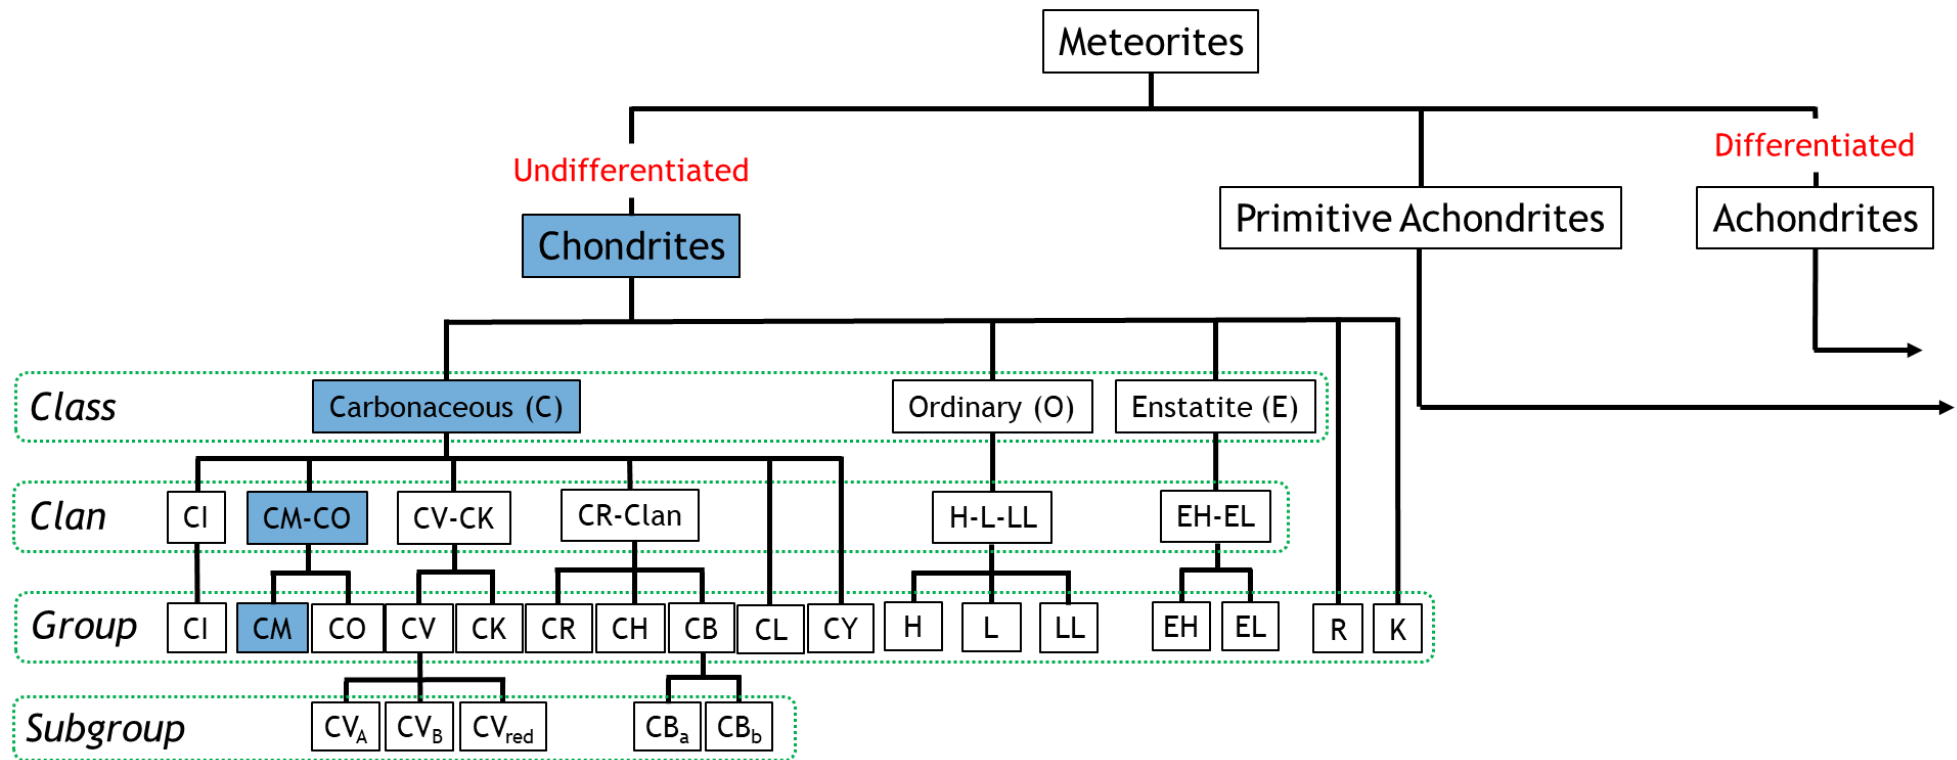 Meteorites
Undifferentiated
Differentiated
Chondrites
Primitive Achondrites
Achondrites
Class
Carbonaceous (C)
Ordinary (O)
Enstatite (E)
Clan
CI
CM-CO
CV-CK
CR-Clan
H-L-LL
EH-EL
Group
CI
CM
CO
CV
CK
CR
CH
CB
CL
CY
H
L
LL
EH
EL
R
K
Subgroup
CVA
CVB
CVred
CBa
CBb